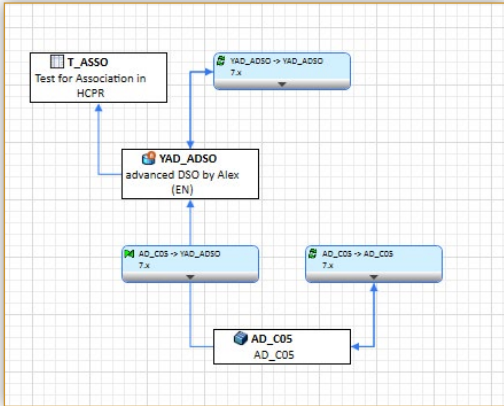 T_ASSO
Test for Association in
HCPR
YAD_ADSO -> YAD_ADSO
7.x
YAD_ADSO
advanced DSO by Alex
(EN)
AD_C05 -> YAD_ADSO
7.x
AD_C05 -> AD_C05
7.x
AD_C05
AD_C05